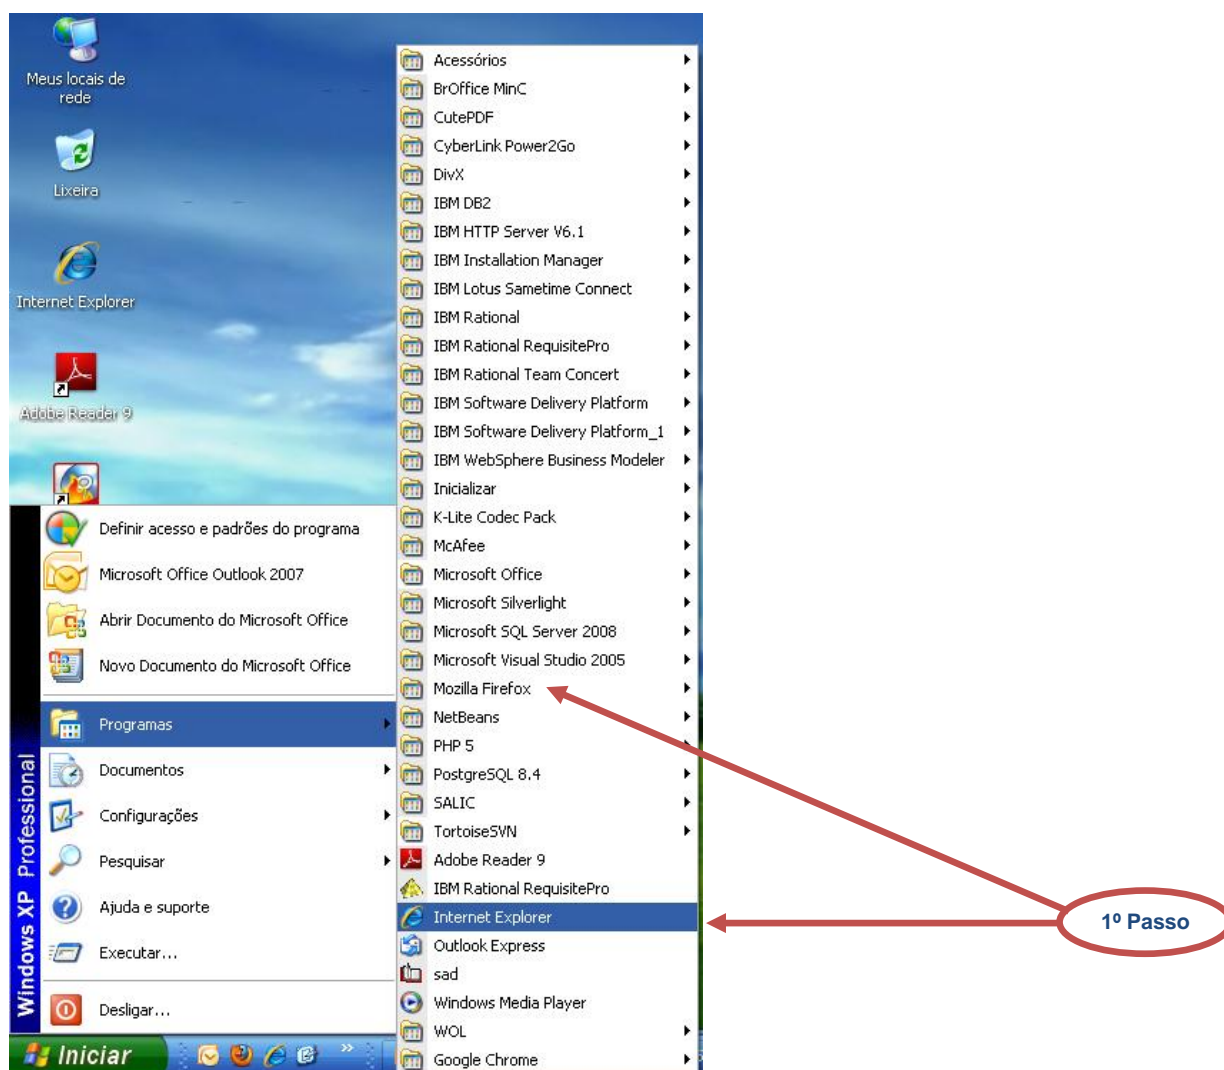 Meus locais de
rede
Lixeira
Internet Explorer
Adobe Reader 9
Definir acesso e padrões do programa
Microsoft Office Outlook 2007
Abrir Documento do Microsoft Office
Novo Documento do Microsoft Office
Programas
Documentos
Configurações
Pesquisar
Ajuda e suporte
Executar...
Desligar...
Windows XP Professional
Iniciar
Acessórios
BrOffice MinC
CutePDF
CyberLink Power2Go
DivX
IBM DB2
IBM HTTP Server V6.1
IBM Installation Manager
IBM Lotus Sametime Connect
IBM Rational
IBM Rational RequisitePro
IBM Rational Team Concert
IBM Software Delivery Platform
IBM Software Delivery Platform_1
IBM WebSphere Business Modeler
Inicializar
K-Lite Codec Pack
McAfee
Microsoft Office
Microsoft Silverlight
Microsoft SQL Server 2008
Microsoft Visual Studio 2005
Mozilla Firefox
NetBeans
PHP 5
PostgreSQL 8.4
SALIC
TortoiseSVN
Adobe Reader 9
IBM Rational RequisitePro
Internet Explorer
Outlook Express
sad
Windows Media Player
WOL
Google Chrome
1º Passo